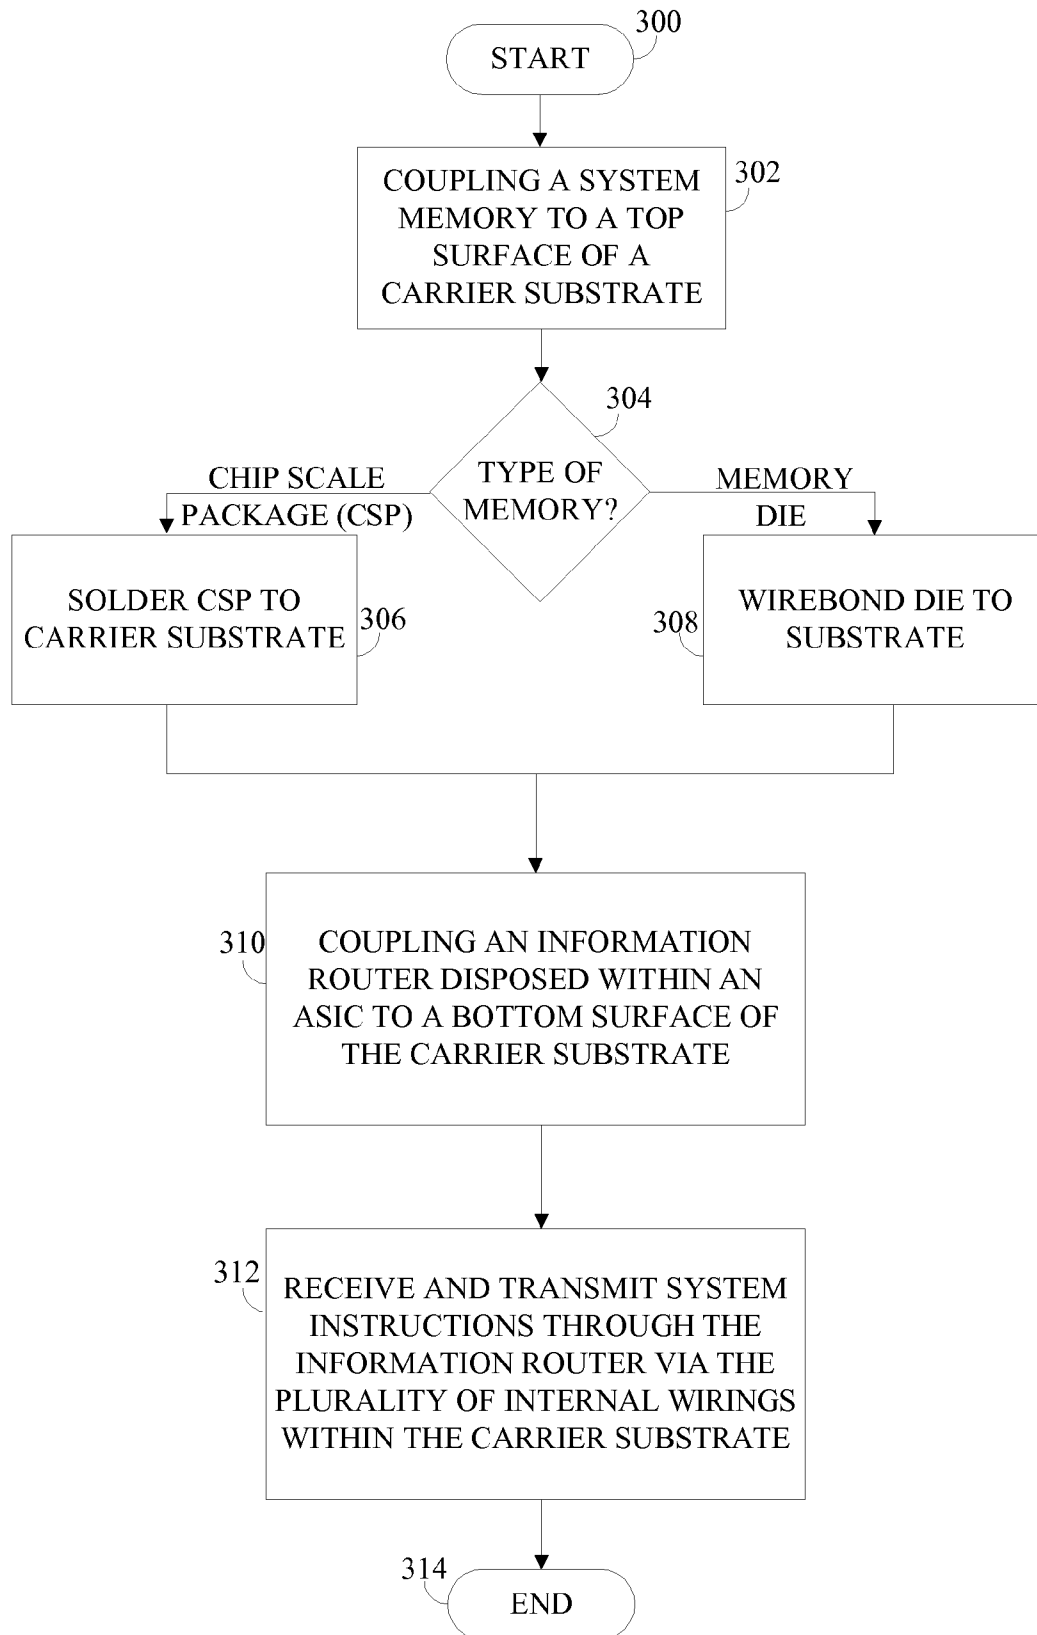 300
START
302
COUPLING A SYSTEM
MEMORY TO A TOP
SURFACE OF A
CARRIER SUBSTRATE
304
TYPE OF
MEMORY?
CHIP SCALE
PACKAGE (CSP)
MEMORY
DIE
SOLDER CSP TO
CARRIER SUBSTRATE
306
308
WIREBOND DIE TO
SUBSTRATE
310
COUPLING AN INFORMATION
ROUTER DISPOSED WITHIN AN
ASIC TO A BOTTOM SURFACE OF
THE CARRIER SUBSTRATE
312
RECEIVE AND TRANSMIT SYSTEM
INSTRUCTIONS THROUGH THE
INFORMATION ROUTER VIA THE
PLURALITY OF INTERNAL WIRINGS
WITHIN THE CARRIER SUBSTRATE
314
END